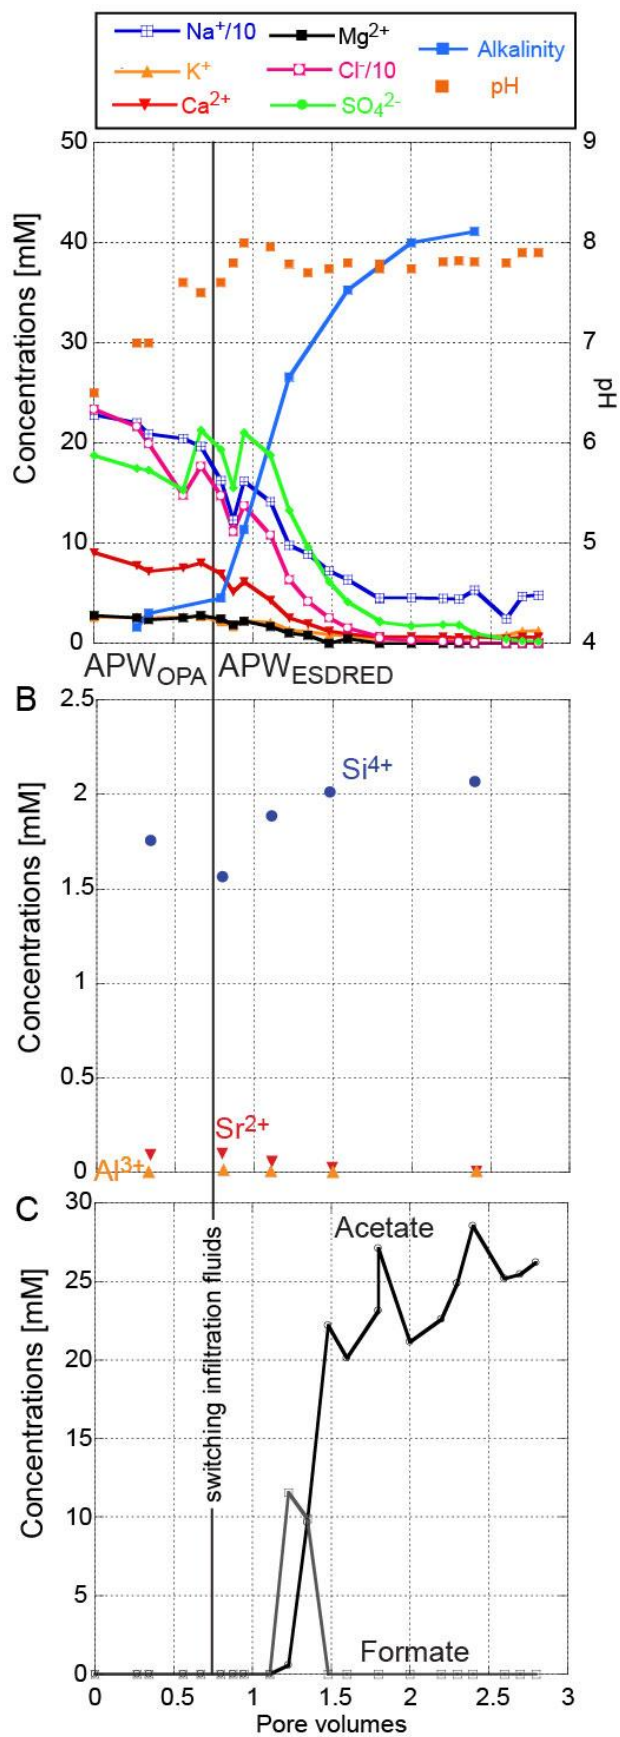 Na⁺/10
K⁺
Ca²⁺
Mg²⁺
Cl⁻/10
SO₄²⁻
Alkalinity
pH
50
40
30
20
10
0
Concentrations [mM]
9
8
7
6
5
4
pH
APW_OPA APW_ESDRED
B
2.5
2
1.5
1
0.5
0
Concentrations [mM]
Si⁴⁺
Sr²⁺
Al³⁺
C
30
25
20
15
10
5
0
Concentrations [mM]
switching infiltration fluids
Acetate
Formate
0 0.5 1 1.5 2 2.5 3
Pore volumes